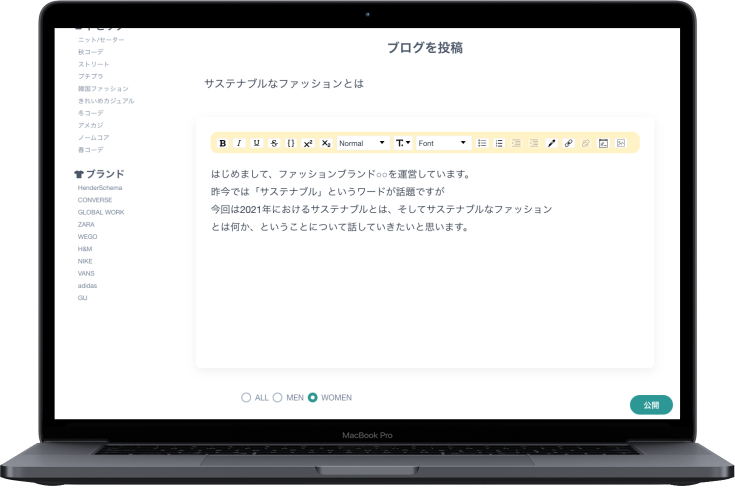 ニット/セーター
秋コーデ
ストリート
プチプラ
韓国ファッション
きれいめカジュアル
冬コーデ
アメカジ
ノームコア
春コーデ
ブランド
HenderSchema
CONVERSE
GLOBAL WORK
ZARA
WEGO
H&M
NIKE
VANS
adidas
GU
ブログを投稿
サステナブルなファッションとは
B I U S {} X² X₂ Normal T. Font
はじめまして、ファッションブランド○○を運営しています。
昨今では「サステナブル」というワードが話題ですが
今回は2021年におけるサステナブルとは、そしてサステナブルなファッション
とは何か、ということについて話していきたいと思います。
ALL MEN WOMEN
公開
MacBook Pro